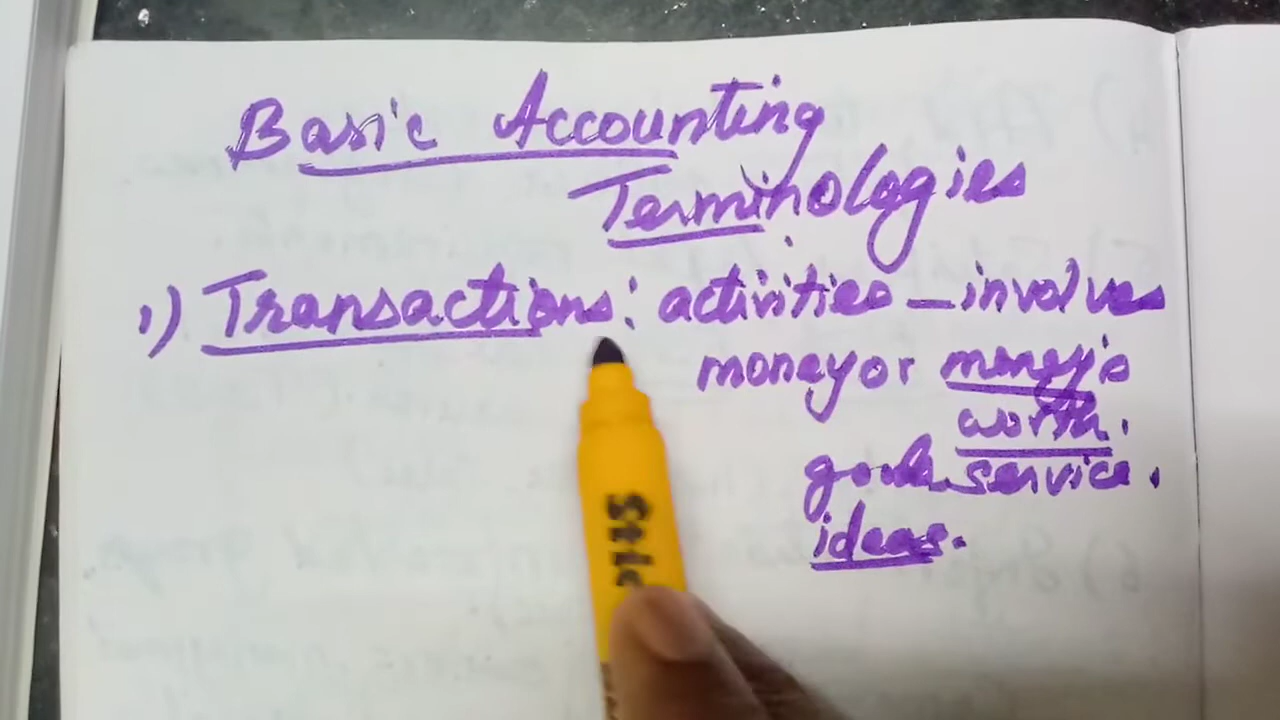 Basic Accounting
Terminologies
1) Transactions: activities – involves
money or money's
worth.
goods service.
ideas.